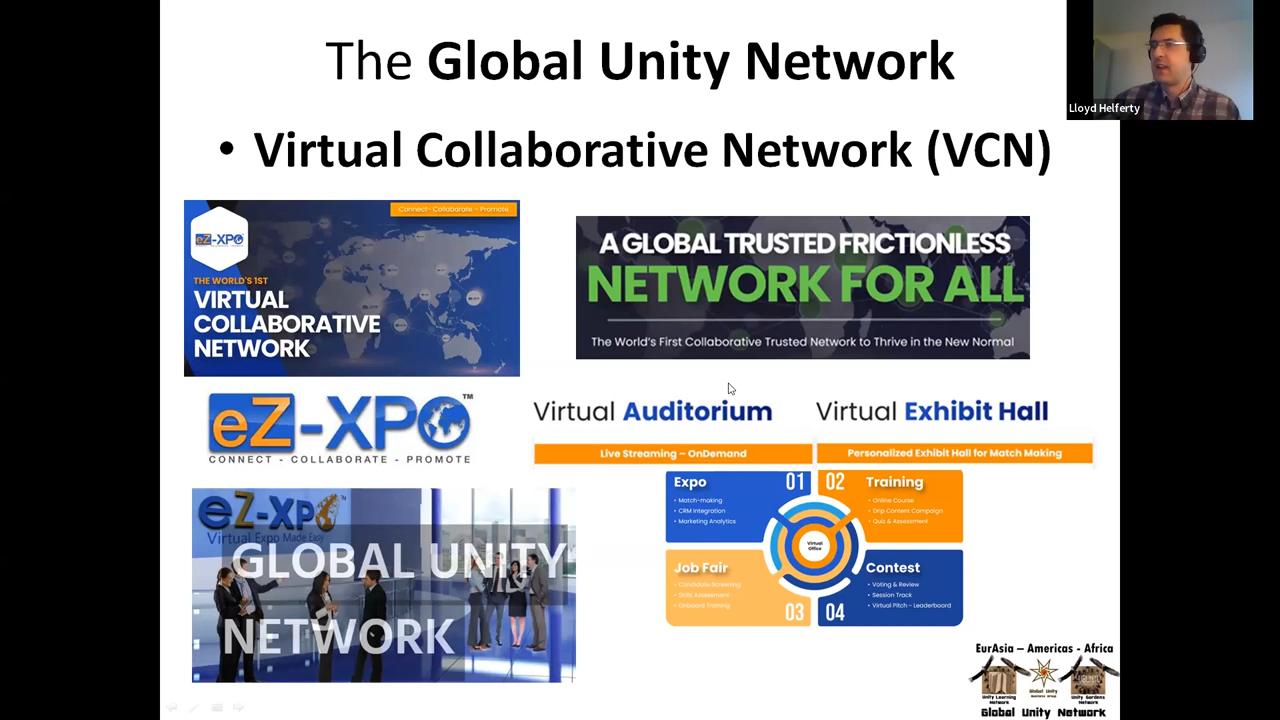 The Global Unity Network
Lloyd Helferty
• Virtual Collaborative Network (VCN)
Connect - Collaborate - Promote
eZ-XPO
THE WORLD'S 1ST
VIRTUAL
COLLABORATIVE
NETWORK
A GLOBAL TRUSTED FRICTIONLESS
NETWORK FOR ALL
The World's First Collaborative Trusted Network to Thrive in the New Normal
eZ-XPO™
CONNECT - COLLABORATE - PROMOTE
Virtual Auditorium
Live Streaming – OnDemand
Virtual Exhibit Hall
Personalized Exhibit Hall for Match Making
Expo 01
• Match-making
• CRM Integration
• Marketing Analytics
02 Training
• Online Course
• Drip Content Campaign
• Quiz & Assessment
Virtual
Office
Job Fair
• Candidate Screening
• Skills Assessment
• Onboard Training
03
Contest
• Voting & Review
• Session Track
• Virtual Pitch - Leaderboard
04
eZ-XPO™
Virtual Expo Made Easy
GLOBAL UNITY
NETWORK
EurAsia – Americas - Africa
Unity Learning
Network
Global Unity
Unity Gardens
Network
Global Unity Network